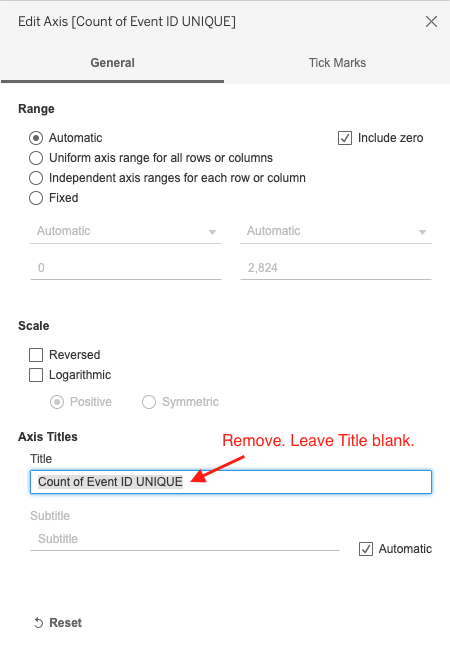 Edit Axis [Count of Event ID UNIQUE]
General
Tick Marks
Range
Automatic
Include zero
Uniform axis range for all rows or columns
Independent axis ranges for each row or column
Fixed
Automatic
Automatic
0
2,824
Scale
Reversed
Logarithmic
Positive
Symmetric
Axis Titles
Remove. Leave Title blank.
Title
Count of Event ID UNIQUE
Subtitle
Subtitle
Automatic
Reset